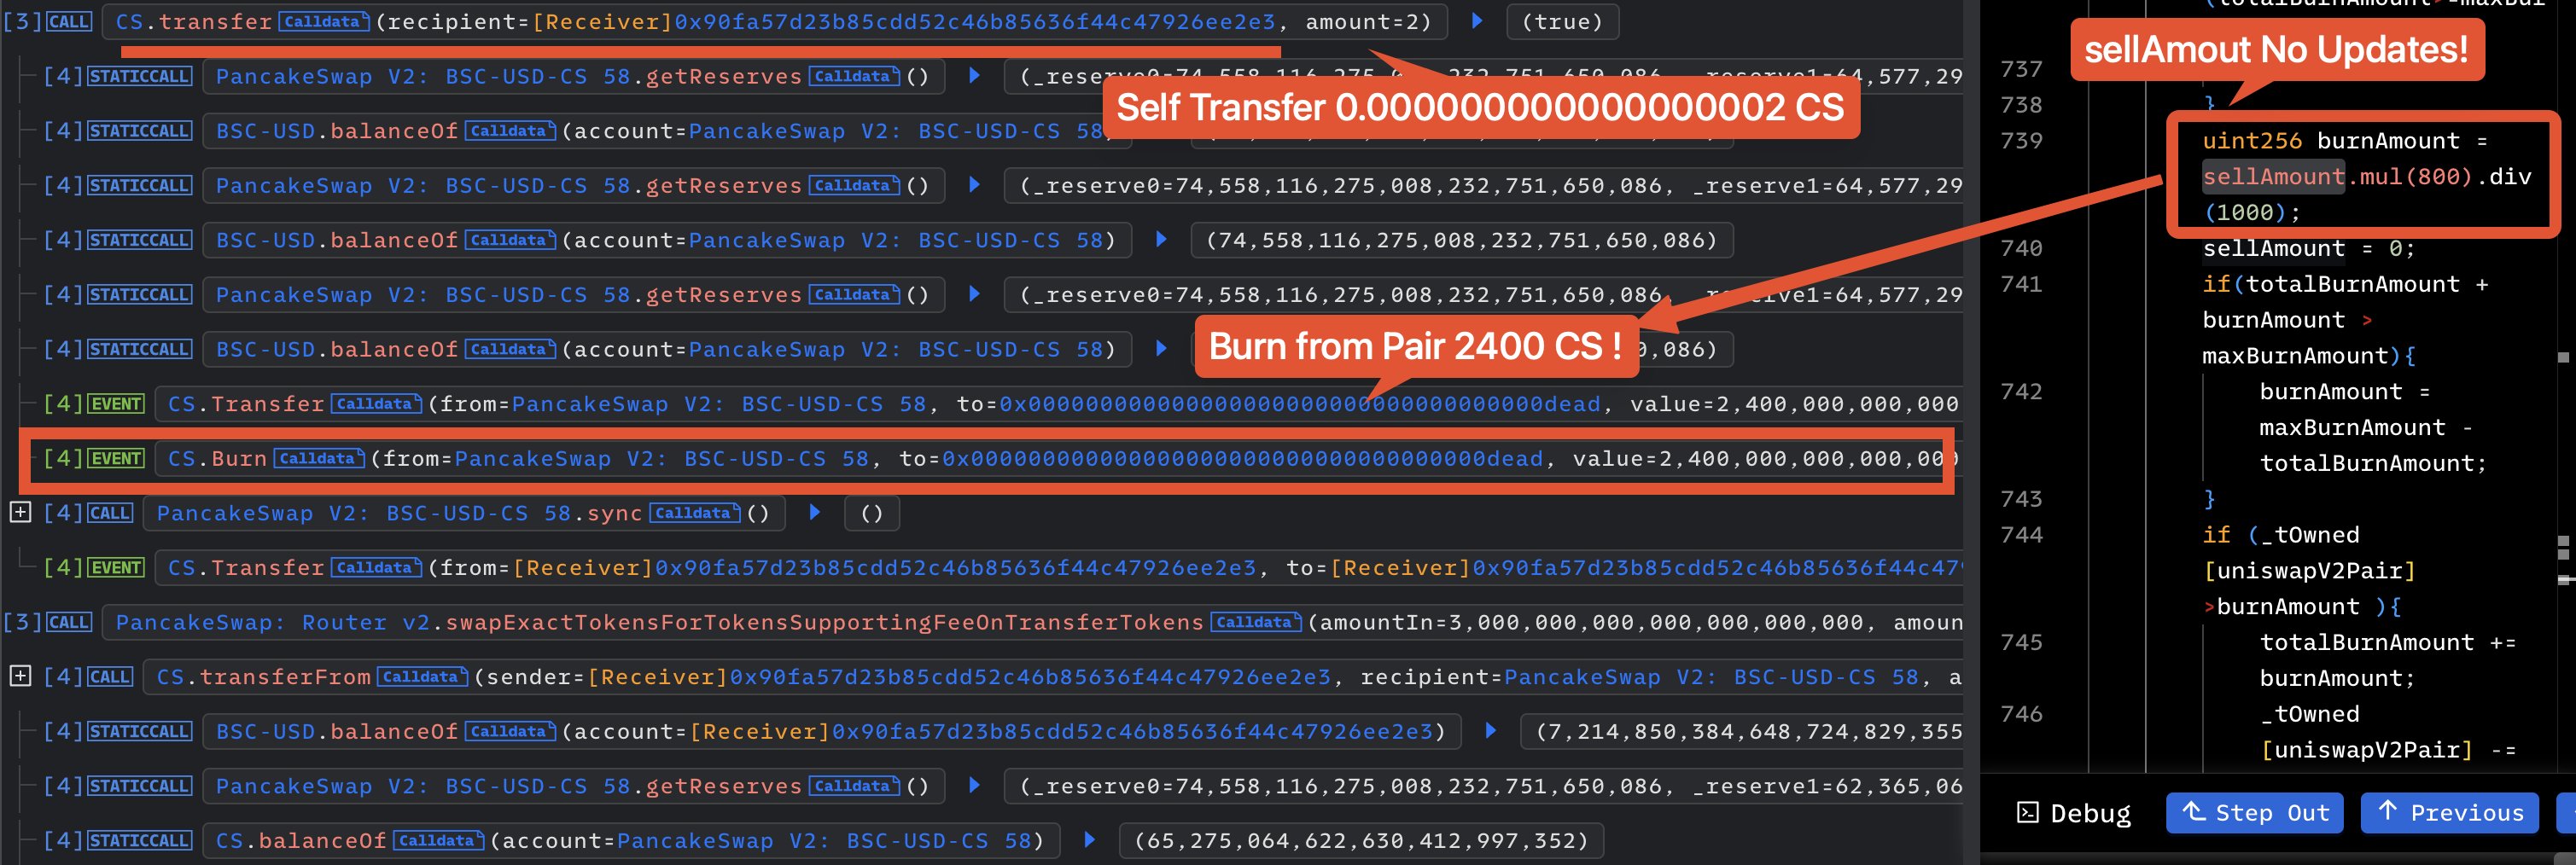 [3]CALL CS.transfer Calldata (recipient=[Receiver]0x90fa57d23b85cdd52c46b85636f44c47926ee2e3, amount=2) (true)
[4]STATICCALL PancakeSwap V2: BSC-USD-CS 58.getReserves Calldata () (_reserve0=74,558,116,275, 232,751,650,086, _reserve1=64,577,29
Self Transfer 0.000000000000000002 CS
[4]STATICCALL BSC-USD.balanceOf Calldata (account=PancakeSwap V2: BSC-USD-CS 58)
[4]STATICCALL PancakeSwap V2: BSC-USD-CS 58.getReserves Calldata () (_reserve0=74,558,116,275,008,232,751,650,086, _reserve1=64,577,29
[4]STATICCALL BSC-USD.balanceOf Calldata (account=PancakeSwap V2: BSC-USD-CS 58) (74,558,116,275,008,232,751,650,086)
[4]STATICCALL PancakeSwap V2: BSC-USD-CS 58.getReserves Calldata () (_reserve0=74,558,116,275,008,232,751,650,086, _reserve1=64,577,29
[4]STATICCALL BSC-USD.balanceOf Calldata (account=PancakeSwap V2: BSC-USD-CS 58) 0,086)
Burn from Pair 2400 CS !
[4]EVENT CS.Transfer Calldata (from=PancakeSwap V2: BSC-USD-CS 58, to=0x000000000000000000000000000000000000dead, value=2,400,000,000,000
[4]EVENT CS.Burn Calldata (from=PancakeSwap V2: BSC-USD-CS 58, to=0x000000000000000000000000000000000000dead, value=2,400,000,000,000,000
[4]CALL PancakeSwap V2: BSC-USD-CS 58.sync Calldata () ()
[4]EVENT CS.Transfer Calldata (from=[Receiver]0x90fa57d23b85cdd52c46b85636f44c47926ee2e3, to=[Receiver]0x90fa57d23b85cdd52c46b85636f44c47
[3]CALL PancakeSwap: Router v2.swapExactTokensForTokensSupportingFeeOnTransferTokens Calldata (amountIn=3,000,000,000,000,000,000,000, amoun
[4]CALL CS.transferFrom Calldata (sender=[Receiver]0x90fa57d23b85cdd52c46b85636f44c47926ee2e3, recipient=PancakeSwap V2: BSC-USD-CS 58, a
[4]STATICCALL BSC-USD.balanceOf Calldata (account=[Receiver]0x90fa57d23b85cdd52c46b85636f44c47926ee2e3) (7,214,850,384,648,724,829,355
[4]STATICCALL PancakeSwap V2: BSC-USD-CS 58.getReserves Calldata () (_reserve0=74,558,116,275,008,232,751,650,086, _reserve1=62,365,06
[4]STATICCALL CS.balanceOf Calldata (account=PancakeSwap V2: BSC-USD-CS 58) (65,275,064,622,630,412,997,352)
sellAmout No Updates!
737
738 }
739 uint256 burnAmount =
sellAmount.mul(800).div
(1000);
740 sellAmount = 0;
741 if(totalBurnAmount +
burnAmount >
maxBurnAmount){
742 burnAmount =
maxBurnAmount -
totalBurnAmount;
743 }
744 if (_tOwned
[uniswapV2Pair]
>burnAmount ){
745 totalBurnAmount +=
burnAmount;
746 _tOwned
[uniswapV2Pair] -=
Debug Step Out Previous